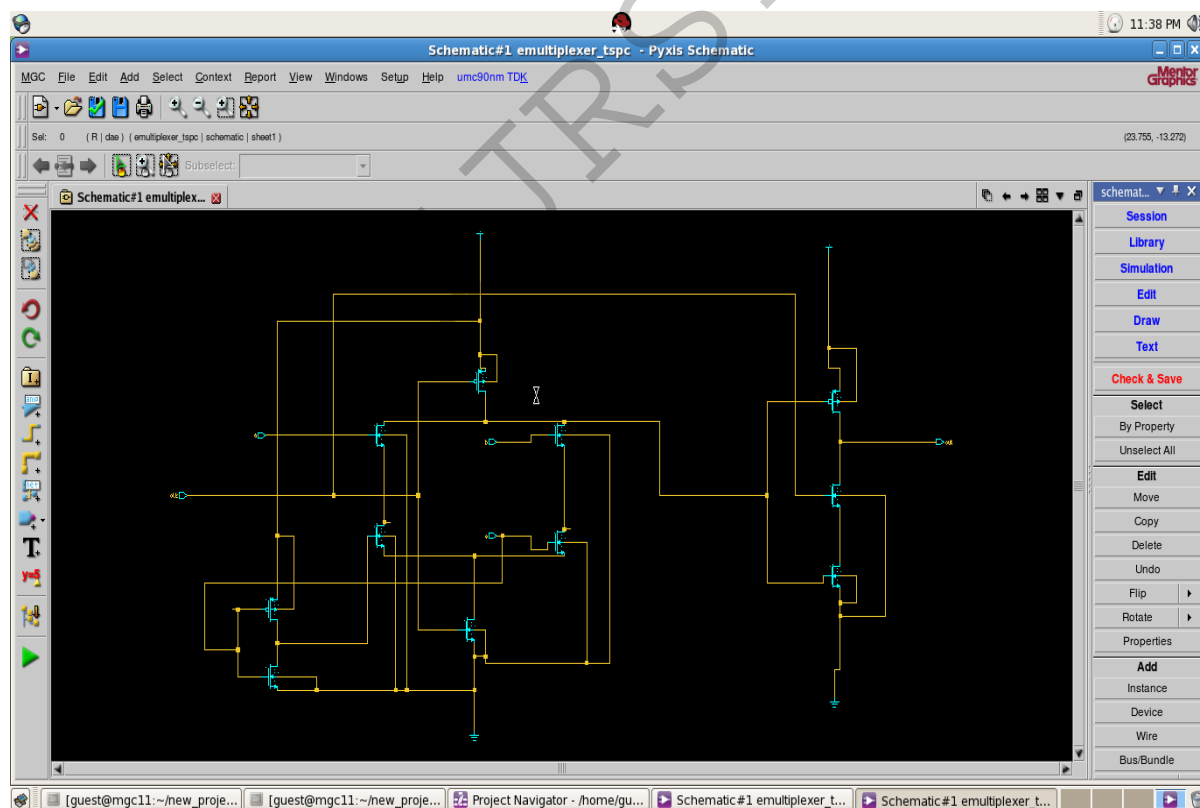 11:38 PM
Schematic#1 emultiplexer_tspc - Pyxis Schematic
MGC File Edit Add Select Context Report View Windows Setup Help umc90nm TDK
Mentor
Graphics
Sel: 0 ( R | dae ) ( emultiplexer_tspc | schematic | sheet1 ) (23.755, -13.272)
Subselect:
Schematic#1 emultiplex...
schemat...
Session
Library
Simulation
Edit
Draw
Text
Check & Save
Select
By Property
Unselect All
Edit
Move
Copy
Delete
Undo
Flip
Rotate
Properties
Add
Instance
Device
Wire
Bus/Bundle
T
y=5
out
clk
JRS
[guest@mgc11:~/new_proje... [guest@mgc11:~/new_proje... Project Navigator - /home/gu... Schematic#1 emultiplexer_t... Schematic#1 emultiplexer_t...